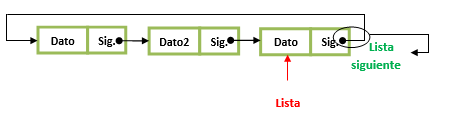 Dato Sig. Dato2 Sig. Dato Sig.
Lista
siguiente
Lista